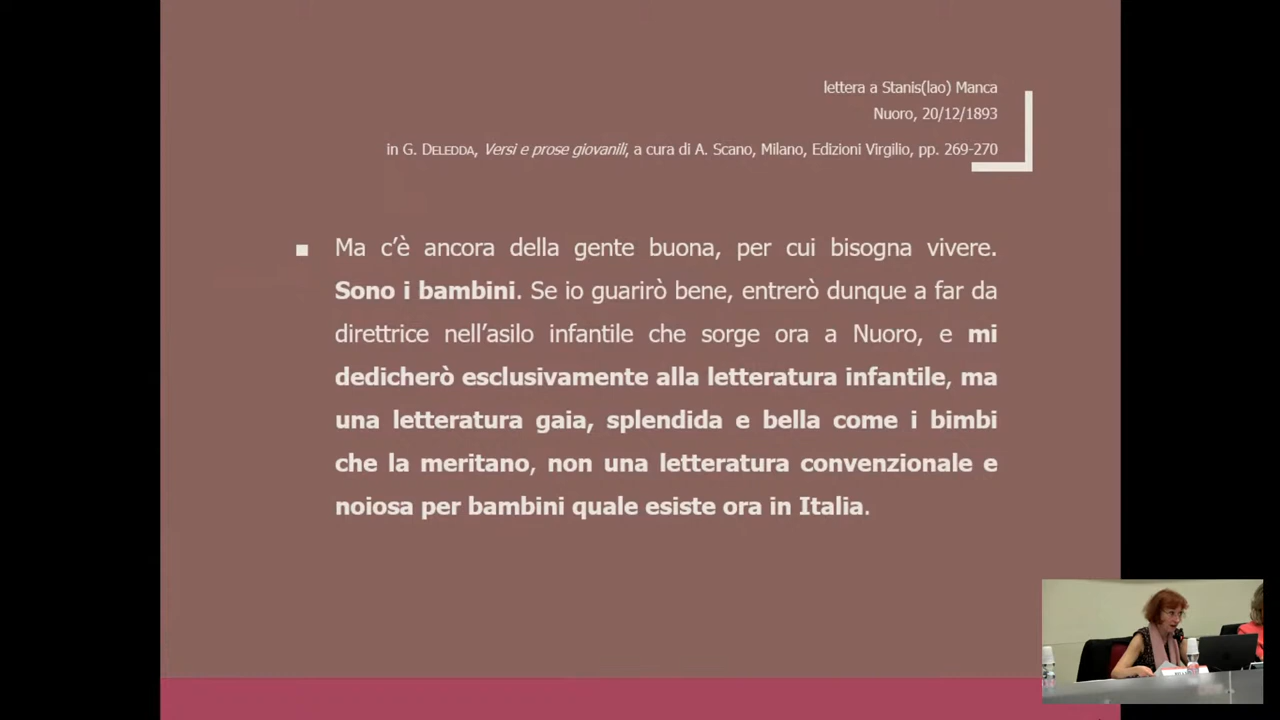 lettera a Stanis(lao) Manca
Nuoro, 20/12/1893
in G. DELEDDA, Versi e prose giovanili, a cura di A. Scano, Milano, Edizioni Virgilio, pp. 269-270
Ma c'è ancora della gente buona, per cui bisogna vivere.
Sono i bambini. Se io guarirò bene, entrerò dunque a far da
direttrice nell'asilo infantile che sorge ora a Nuoro, e mi
dedicherò esclusivamente alla letteratura infantile, ma
una letteratura gaia, splendida e bella come i bimbi
che la meritano, non una letteratura convenzionale e
noiosa per bambini quale esiste ora in Italia.